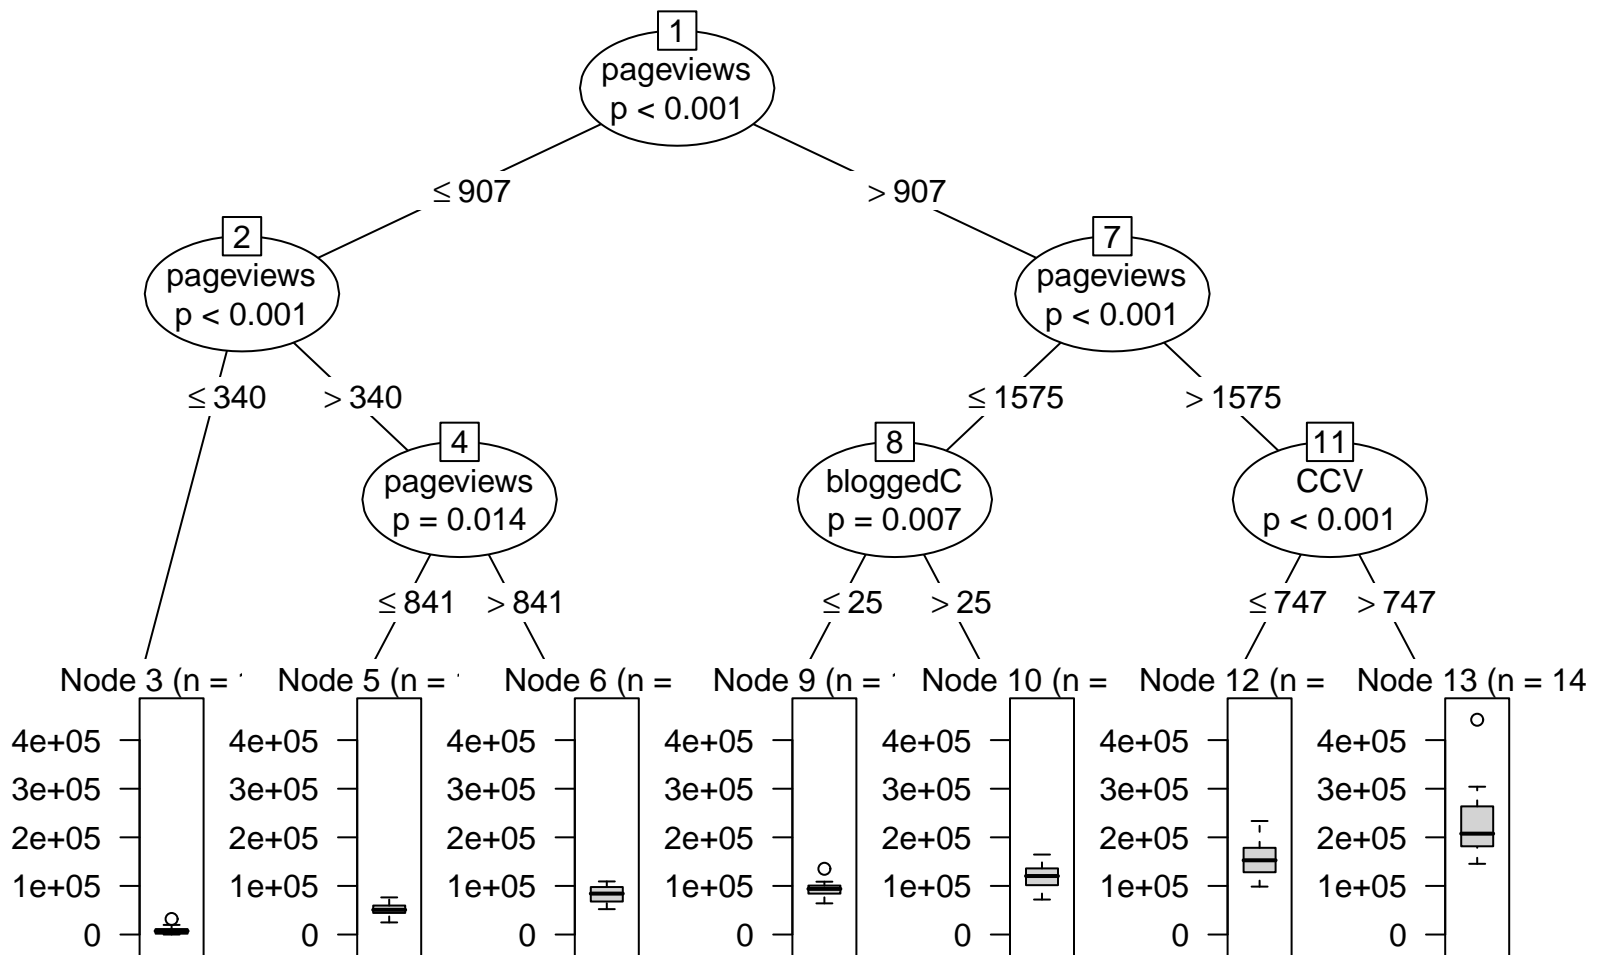 1
pageviews
p < 0.001
≤ 907
> 907
2
pageviews
p < 0.001
7
pageviews
p < 0.001
≤ 340
> 340
≤ 1575
> 1575
4
pageviews
p = 0.014
8
bloggedC
p = 0.007
11
CCV
p < 0.001
≤ 841
> 841
≤ 25
> 25
≤ 747
> 747
Node 3 (n =
4e+05
3e+05
2e+05
1e+05
0
Node 5 (n =
4e+05
3e+05
2e+05
1e+05
0
Node 6 (n =
4e+05
3e+05
2e+05
1e+05
0
Node 9 (n =
4e+05
3e+05
2e+05
1e+05
0
Node 10 (n =
4e+05
3e+05
2e+05
1e+05
0
Node 12 (n =
4e+05
3e+05
2e+05
1e+05
0
Node 13 (n = 14
4e+05
3e+05
2e+05
1e+05
0